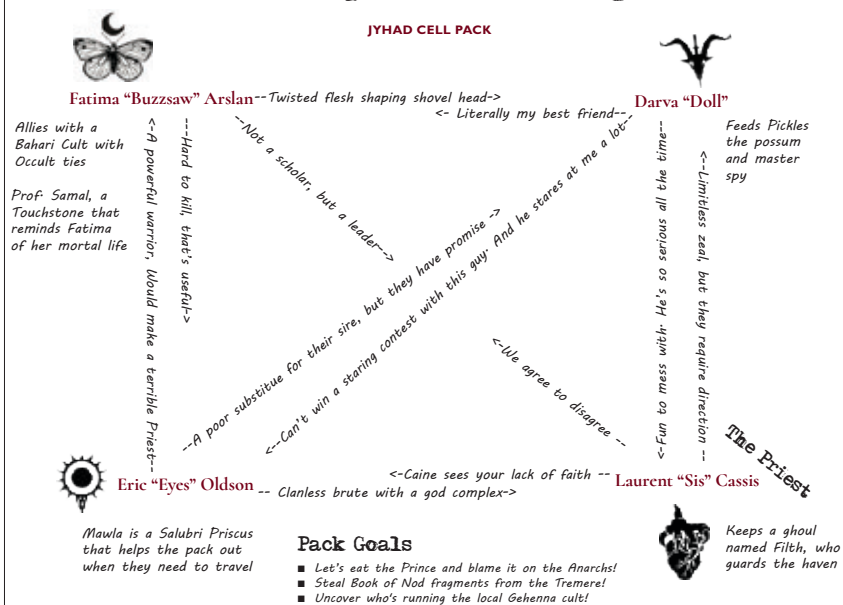 JYHAD CELL PACK
Fatima “Buzzsaw” Arslan
--Twisted flesh shaping shovel head->
Darva “Doll”
<- Literally my best friend--
Allies with a
Bahari Cult with
Occult ties
Prof. Samal, a
Touchstone that
reminds Fatima
of her mortal life
Feeds Pickles
the possum
and master
spy
<-A powerful warrior, Would make a terrible Priest--
---Hard to kill, that's useful->
--Not a scholar, but a leader-->
--A poor substitue for their sire, but they have promise ->
<--Can't win a staring contest with this guy. And he stares at me a lot--
<-Fun to mess with. He's so serious all the time--
<--Limitless zeal, but they require direction --
<-We agree to disagree --
The Priest
Eric “Eyes” Oldson
<-Caine sees your lack of faith --
-- Clanless brute with a god complex->
Laurent “Sis” Cassis
Mawla is a Salubri Priscus
that helps the pack out
when they need to travel
Keeps a ghoul
named Filth, who
guards the haven
Pack Goals
■ Let's eat the Prince and blame it on the Anarchs!
■ Steal Book of Nod fragments from the Tremere!
■ Uncover who's running the local Gehenna cult!